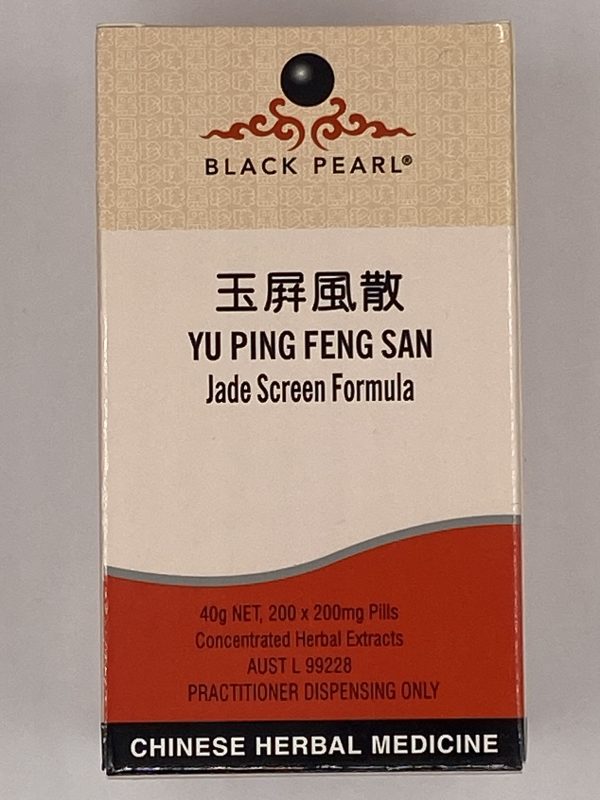 BLACK PEARL®
玉屛風散
YU PING FENG SAN
Jade Screen Formula
40g NET, 200 x 200mg Pills
Concentrated Herbal Extracts
AUST L 99228
PRACTITIONER DISPENSING ONLY
CHINESE HERBAL MEDICINE